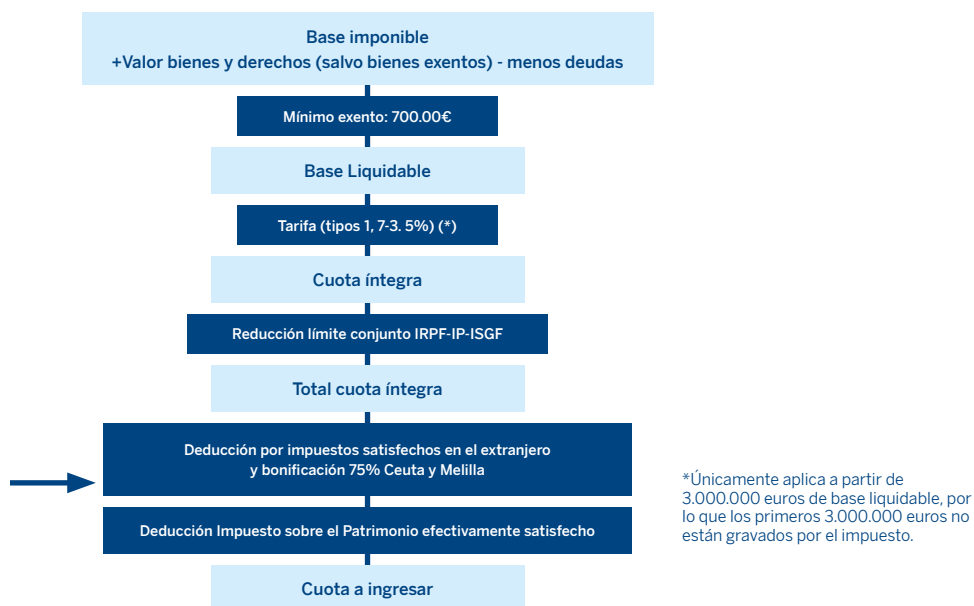 Base imponible
+Valor bienes y derechos (salvo bienes exentos) - menos deudas
Mínimo exento: 700.00€
Base Liquidable
Tarifa (tipos 1, 7-3. 5%) (*)
Cuota íntegra
Reducción límite conjunto IRPF-IP-ISGF
Total cuota íntegra
Deducción por impuestos satisfechos en el extranjero
y bonificación 75% Ceuta y Melilla
*Únicamente aplica a partir de
3.000.000 euros de base liquidable, por
lo que los primeros 3.000.000 euros no
están gravados por el impuesto.
Deducción Impuesto sobre el Patrimonio efectivamente satisfecho
Cuota a ingresar